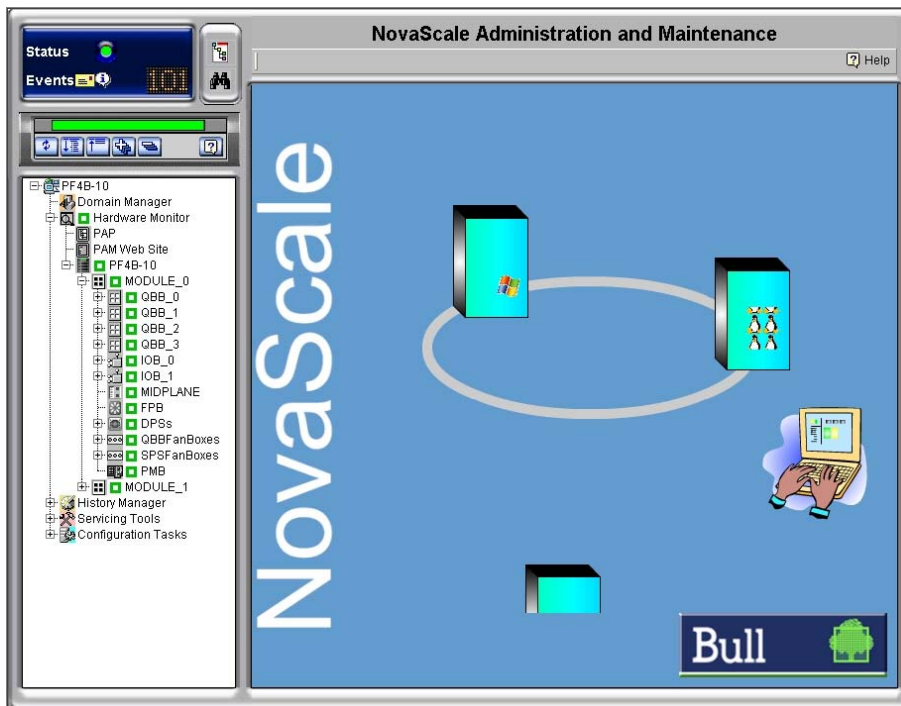 NovaScale Administration and Maintenance
Status
Events
101
Help
PF4B-10
Domain Manager
Hardware Monitor
PAP
PAM Web Site
PF4B-10
MODULE_0
QBB_0
QBB_1
QBB_2
QBB_3
IOB_0
IOB_1
MIDPLANE
FPB
DPSs
QBBFanBoxes
SPSFanBoxes
PMB
MODULE_1
History Manager
Servicing Tools
Configuration Tasks
NovaScale
Bull